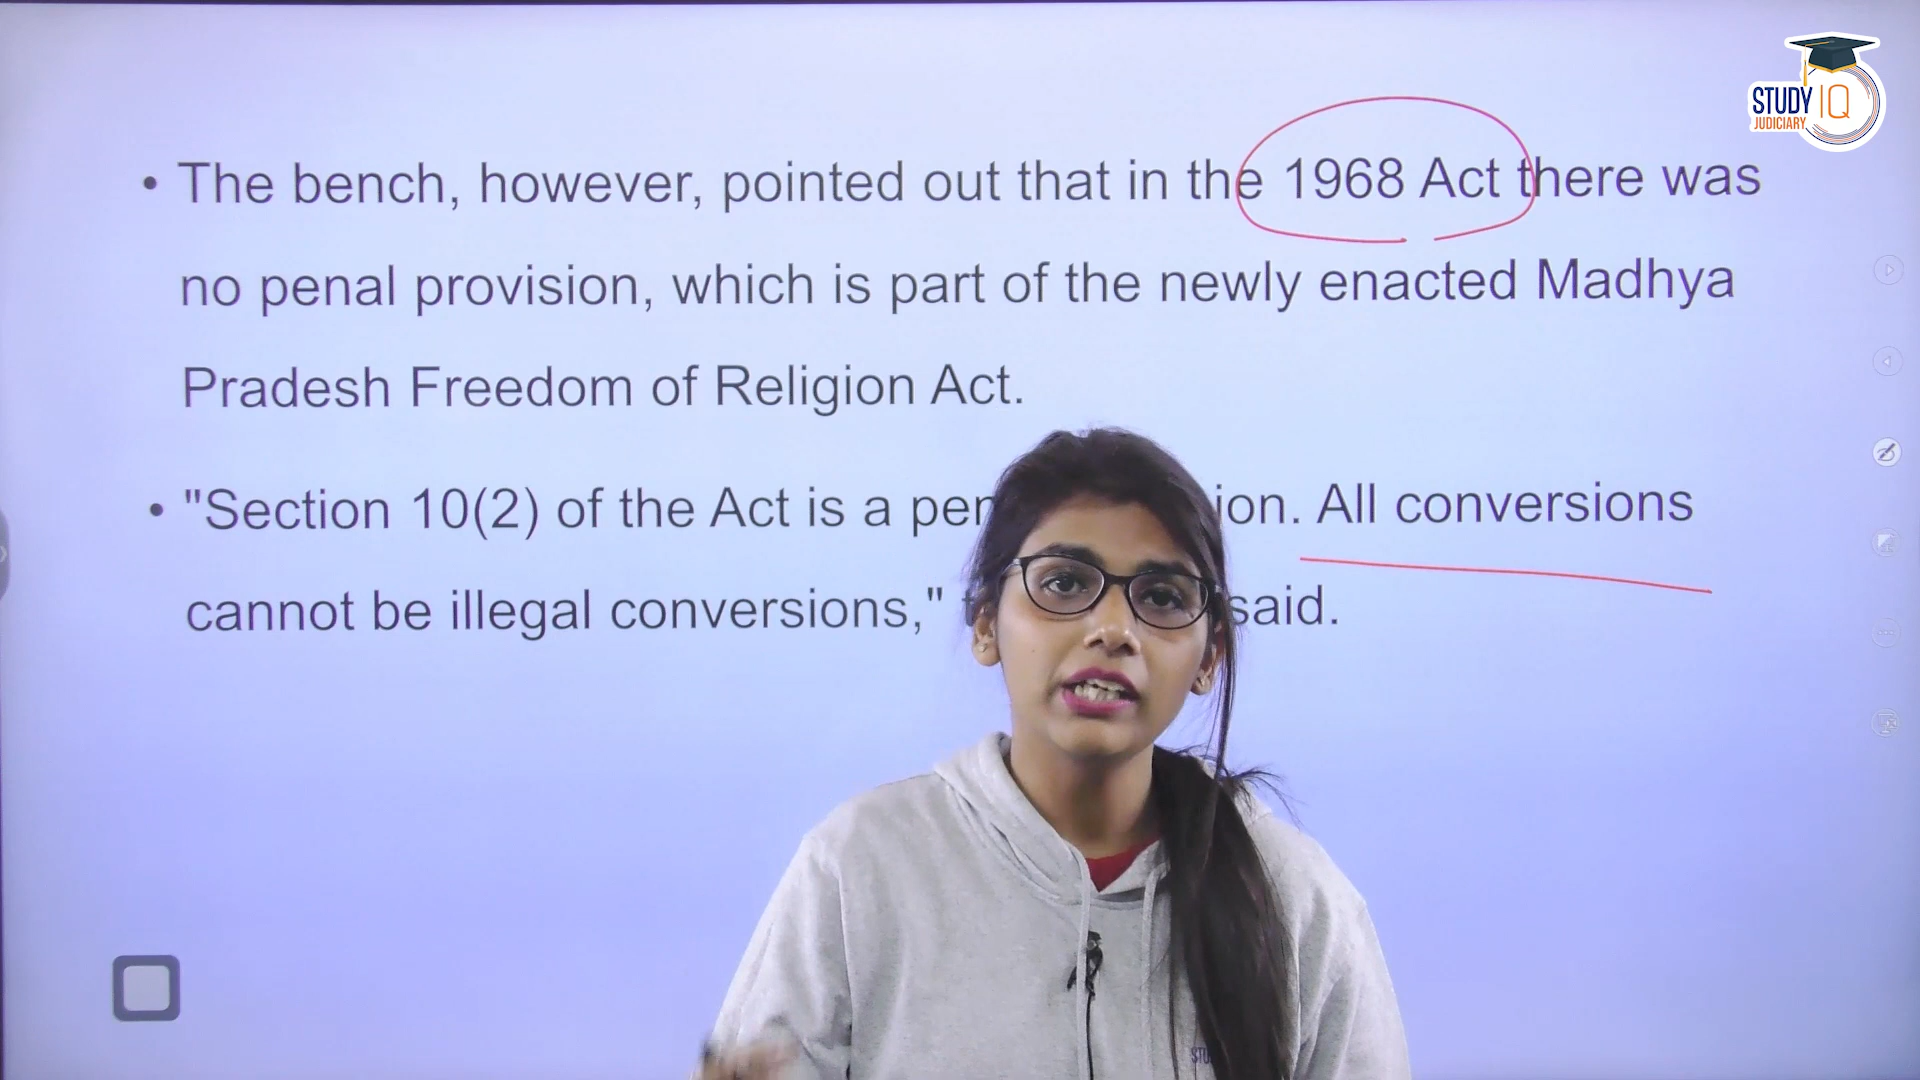 STUDY IQ
JUDICIARY
• The bench, however, pointed out that in the 1968 Act there was
no penal provision, which is part of the newly enacted Madhya
Pradesh Freedom of Religion Act.
• "Section 10(2) of the Act is a ion. All conversions
cannot be illegal conversions," said.